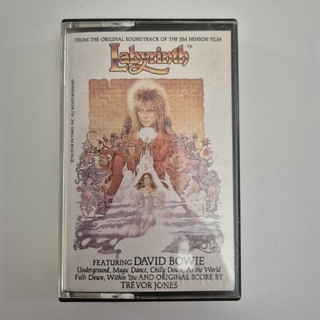 FROM THE ORIGINAL SOUNDTRACK OF THE JIM HENSON FILM
Labyrinth™
FEATURING DAVID BOWIE
Underground, Magic Dance, Chilly Down, As the World
Falls Down, Within You AND ORIGINAL SCORE BY
TREVOR JONES